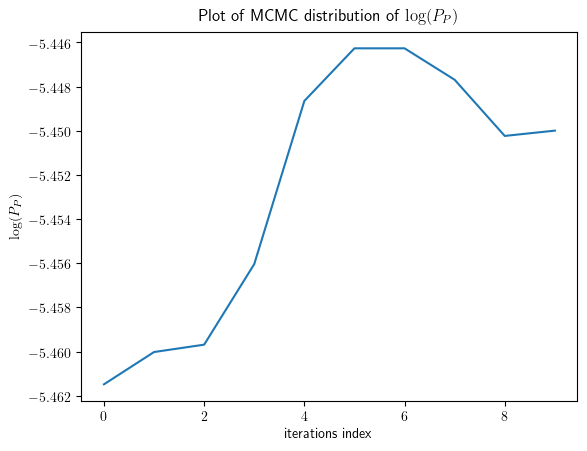 Plot of MCMC distribution of log(P_P)
−5.446
−5.448
−5.450
−5.452
−5.454
−5.456
−5.458
−5.460
−5.462
log(P_P)
0 2 4 6 8
iterations index